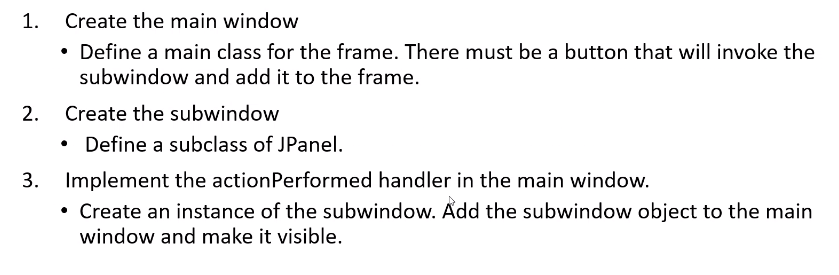 1. Create the main window
• Define a main class for the frame. There must be a button that will invoke the
subwindow and add it to the frame.
2. Create the subwindow
• Define a subclass of JPanel.
3. Implement the actionPerformed handler in the main window.
• Create an instance of the subwindow. Add the subwindow object to the main
window and make it visible.